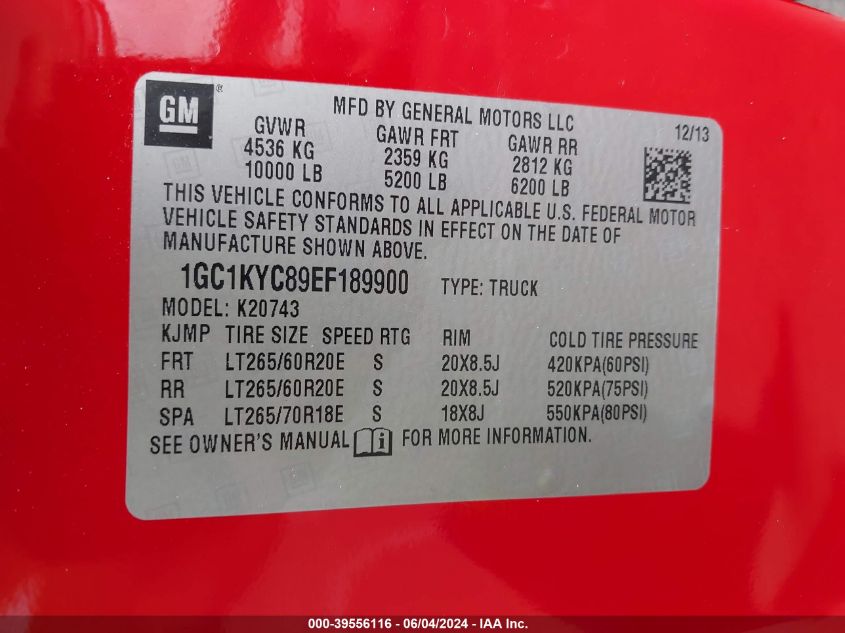 GM ®
MFD BY GENERAL MOTORS LLC
12/13
GVWR GAWR FRT GAWR RR
4536 KG 2359 KG 2812 KG
10000 LB 5200 LB 6200 LB
THIS VEHICLE CONFORMS TO ALL APPLICABLE U.S. FEDERAL MOTOR
VEHICLE SAFETY STANDARDS IN EFFECT ON THE DATE OF
MANUFACTURE SHOWN ABOVE.
1GC1KYC89EF189900 TYPE: TRUCK
MODEL: K20743
KJMP TIRE SIZE SPEED RTG RIM COLD TIRE PRESSURE
FRT LT265/60R20E S 20X8.5J 420KPA(60PSI)
RR LT265/60R20E S 20X8.5J 520KPA(75PSI)
SPA LT265/70R18E S 18X8J 550KPA(80PSI)
SEE OWNER'S MANUAL i FOR MORE INFORMATION.
000-39556116 - 06/04/2024 - IAA Inc.